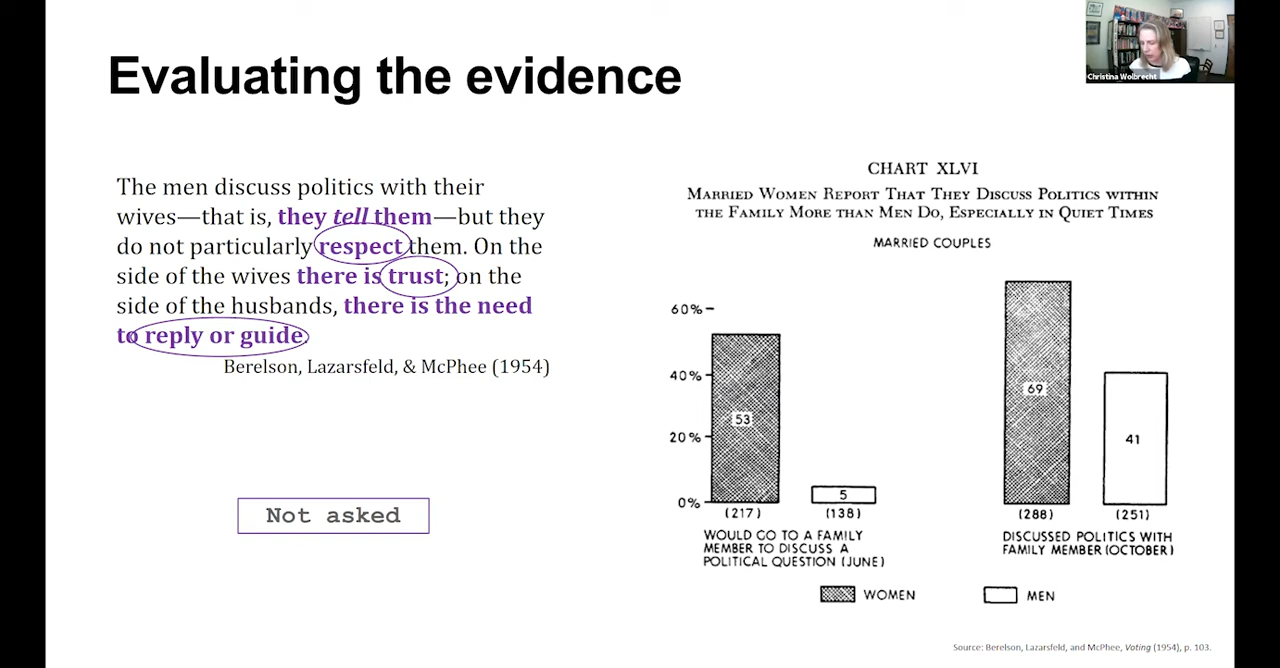 Evaluating the evidence
Christina Wolbrecht
The men discuss politics with their
wives—that is, they tell them—but they
do not particularly respect them. On the
side of the wives there is trust; on the
side of the husbands, there is the need
to reply or guide.
Berelson, Lazarsfeld, & McPhee (1954)
Not asked
CHART XLVI
MARRIED WOMEN REPORT THAT THEY DISCUSS POLITICS WITHIN
THE FAMILY MORE THAN MEN DO, ESPECIALLY IN QUIET TIMES
MARRIED COUPLES
60%
40%
20%
0%
53
5
69
41
(217)
(138)
(288)
(251)
WOULD GO TO A FAMILY
MEMBER TO DISCUSS A
POLITICAL QUESTION (JUNE)
DISCUSSED POLITICS WITH
FAMILY MEMBER (OCTOBER)
WOMEN
MEN
Source: Berelson, Lazarsfeld, and McPhee, Voting (1954), p. 103.